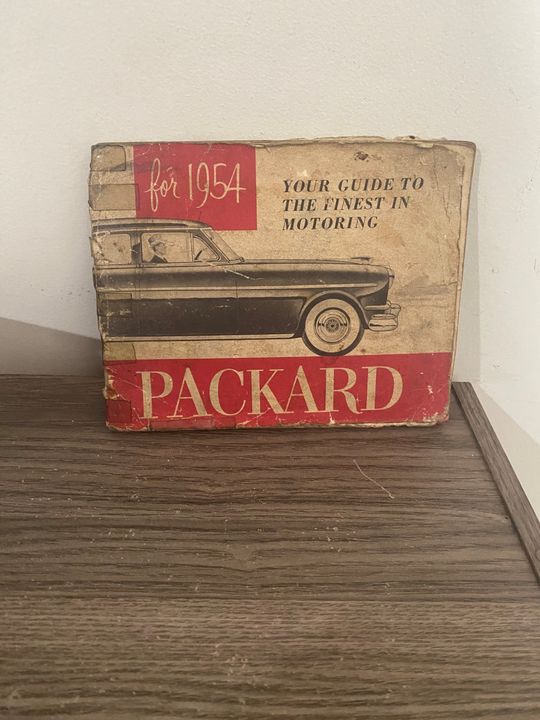 for 1954
YOUR GUIDE TO
THE FINEST IN
MOTORING
PACKARD